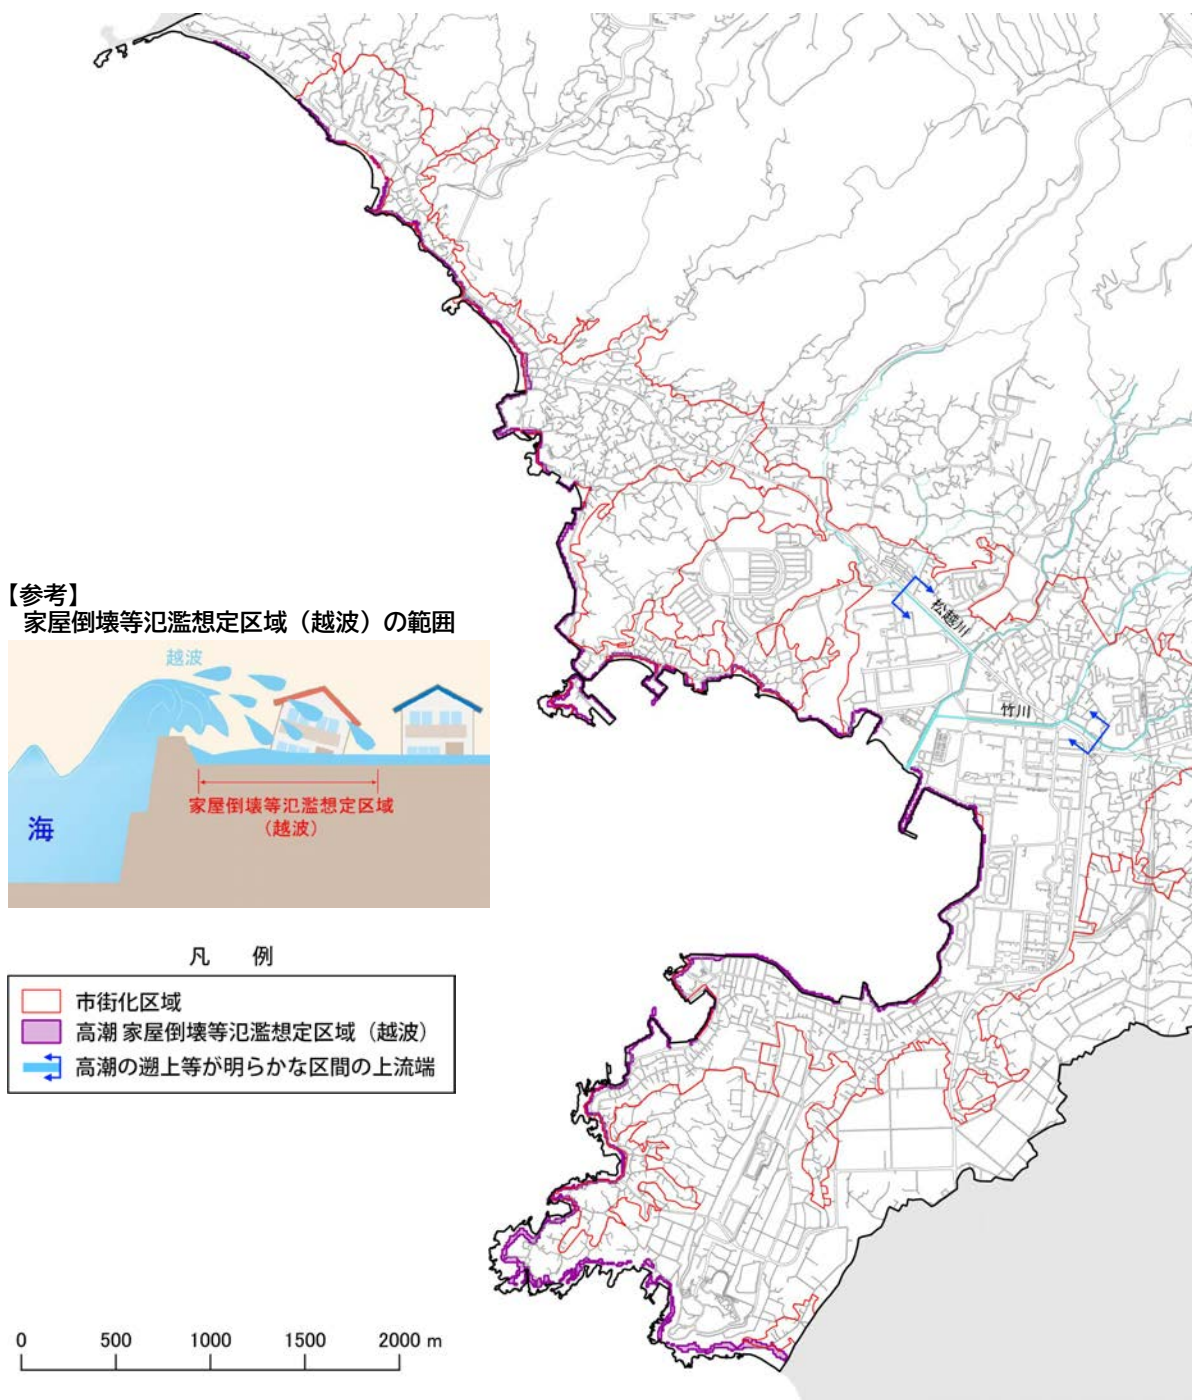 【参考】
家屋倒壊等氾濫想定区域（越波）の範囲
越波
家屋倒壊等氾濫想定区域
（越波）
海
松越川
竹川
凡 例
市街化区域
高潮 家屋倒壊等氾濫想定区域（越波）
高潮の遡上等が明らかな区間の上流端
0 500 1000 1500 2000 m